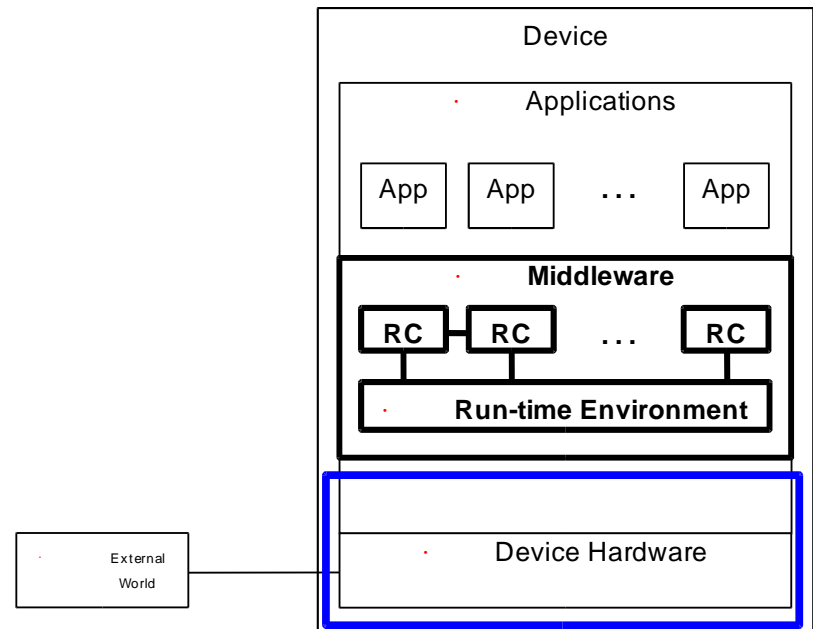 Device
Applications
App App ... App
Middleware
RC RC ... RC
Run-time Environment
Device Hardware
External
World